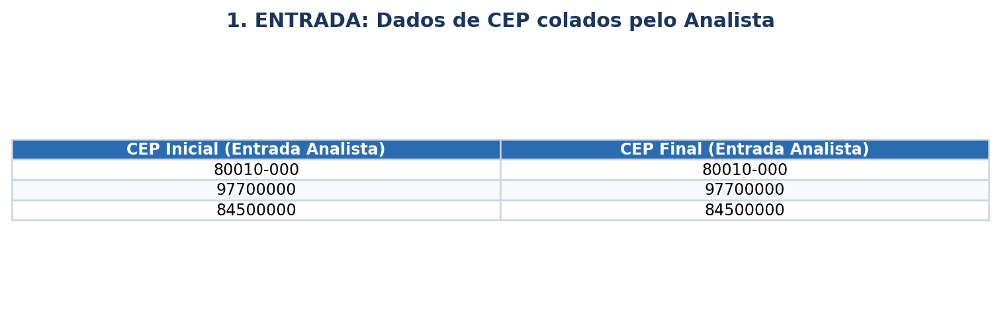 1. ENTRADA: Dados de CEP colados pelo Analista
CEP Inicial (Entrada Analista) CEP Final (Entrada Analista)
80010-000 80010-000
97700000 97700000
84500000 84500000